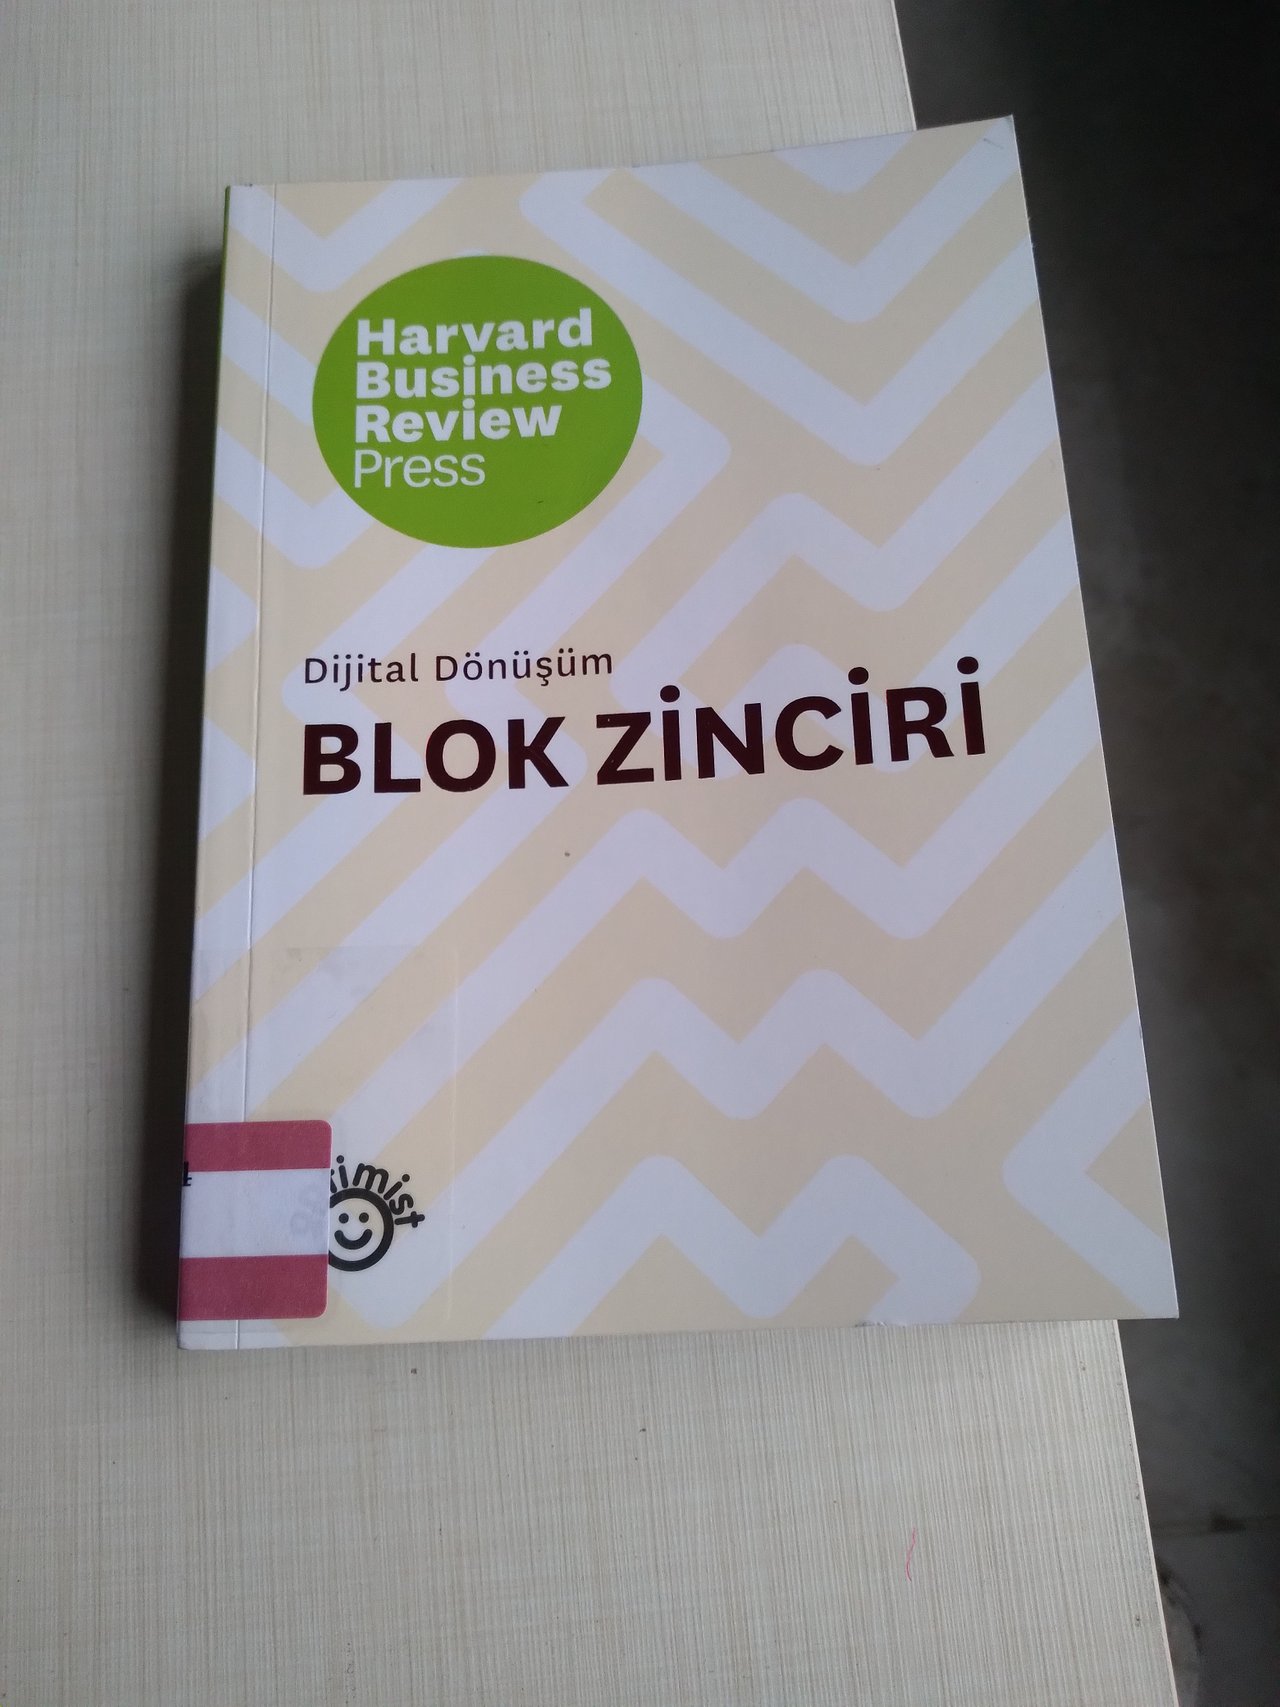 Harvard
Business
Review
Press
Dijital Dönüşüm
BLOK ZİNCİRİ